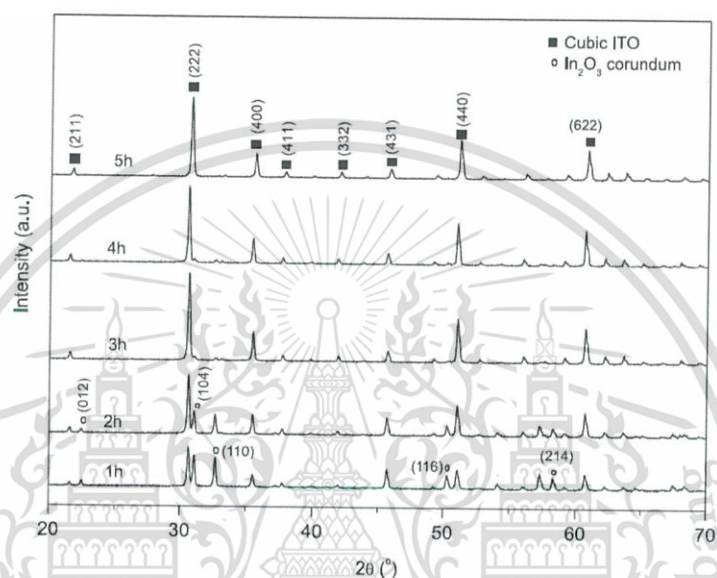 ■ Cubic ITO
○ In₂O₃ corundum
(211)
(222)
(400)
(411)
(332)
(431)
(440)
(622)
5h
4h
3h
(012)
2h
(104)
1h
(110)
(116)
(214)
Intensity (a.u.)
20 30 40 50 60 70
2θ (°)